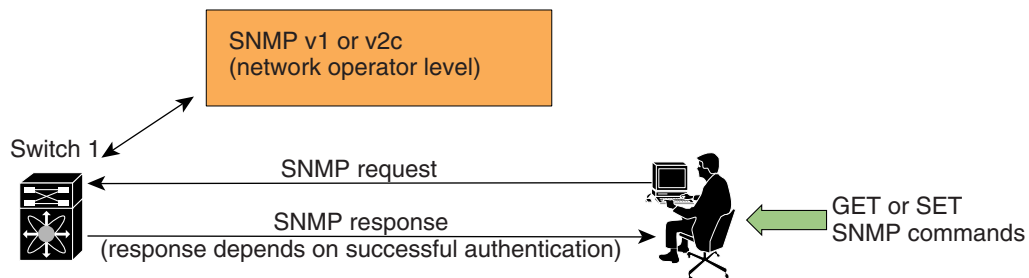 SNMP v1 or v2c
(network operator level)
Switch 1
SNMP request
SNMP response
(response depends on successful authentication)
GET or SET
SNMP commands